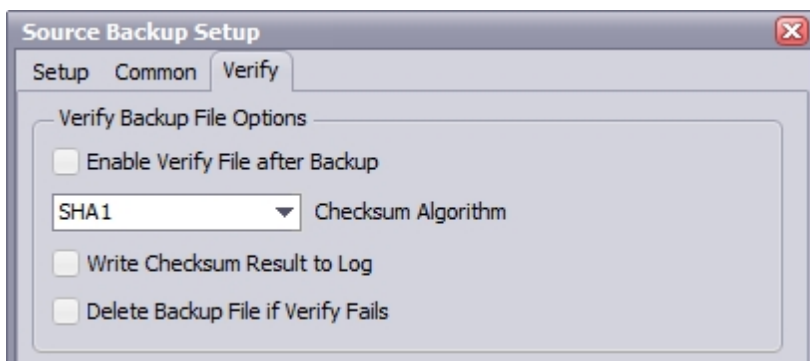 Source Backup Setup
Setup Common Verify
Verify Backup File Options
Enable Verify File after Backup
SHA1 Checksum Algorithm
Write Checksum Result to Log
Delete Backup File if Verify Fails